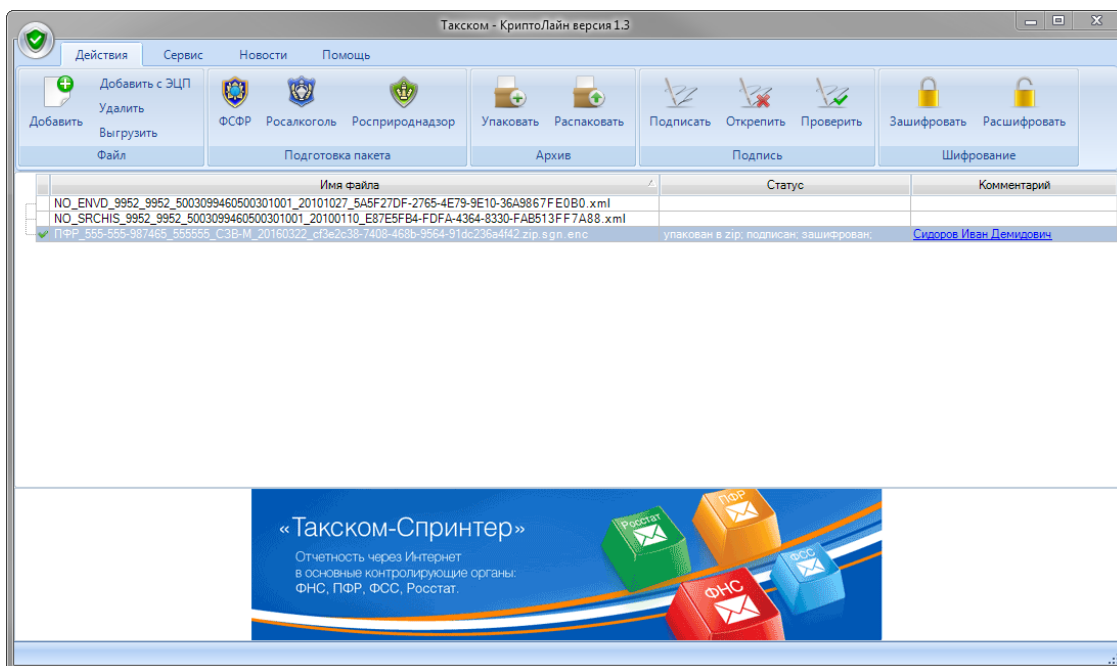 Такском - КриптоЛайн версия 1.3
Действия Сервис Новости Помощь
Добавить
Добавить с ЭЦП
Удалить
Выгрузить
Файл
ФСФР Росалкоголь Росприроднадзор
Подготовка пакета
Упаковать Распаковать
Архив
Подписать Открепить Проверить
Подпись
Зашифровать Расшифровать
Шифрование
Имя файла Статус Комментарий
NO_ENVD_9952_9952_5003099460500301001_20101027_5A5F27DF-2765-4E79-9E10-36A9867FE0B0.xml
NO_SRCHIS_9952_9952_5003099460500301001_20100110_E87E5FB4-FDFA-4364-8330-FAB513FF7A88.xml
ПФР_555-555-987465_555555_СЗВ-М_20160322_cf3e2c38-7408-468b-9564-91dc236a4f42.zip.sgn.enc упакован в zip; подписан; зашифрован; Сидоров Иван Демидович
«Такском-Спринтер»
Отчетность через Интернет
в основные контролирующие органы:
ФНС, ПФР, ФСС, Росстат.
Росстат
ПФР
ФСС
ФНС